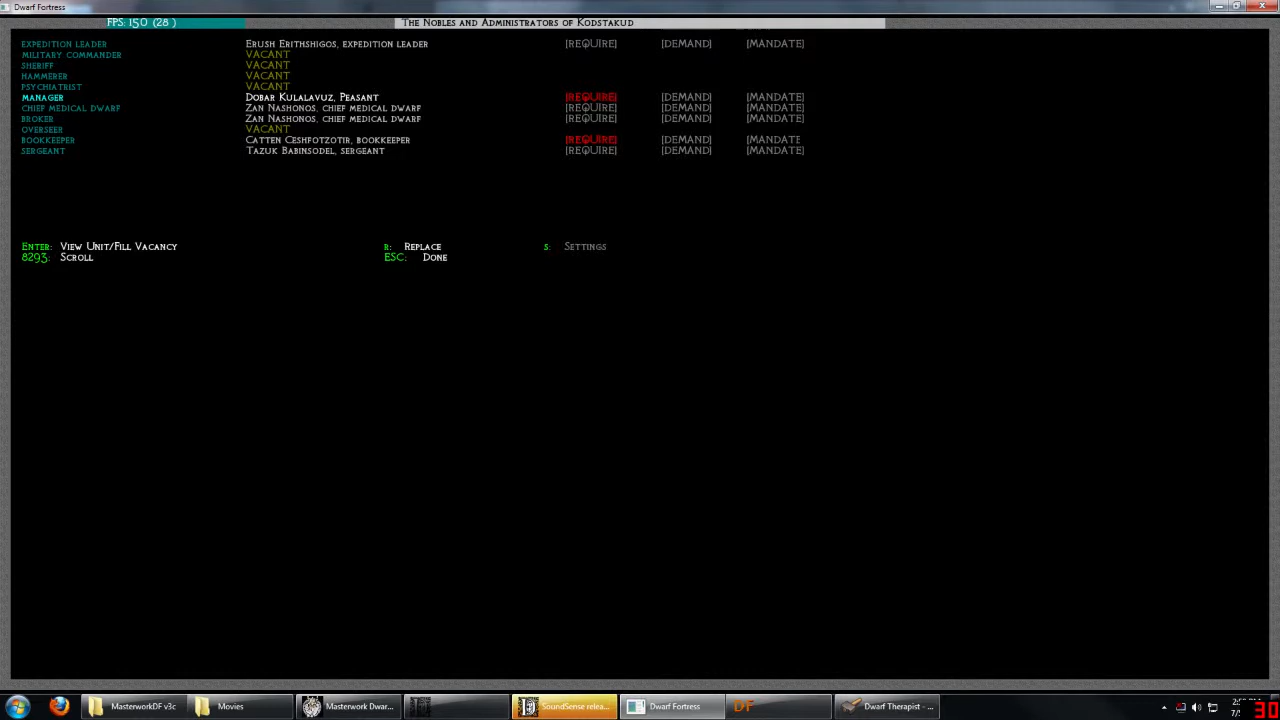 Dwarf Fortress
FPS: 150 (28 ) The Nobles and Administrators of Kodstakud
expedition leader Erush Erithshigos, expedition leader [REQUIRE] [DEMAND] [MANDATE]
military commander VACANT
sheriff VACANT
hammerer VACANT
psychiatrist VACANT
manager Dobar Kulalavuz, Peasant [REQUIRE] [DEMAND] [MANDATE]
chief medical dwarf Zan Nashonos, chief medical dwarf [REQUIRE] [DEMAND] [MANDATE]
broker Zan Nashonos, chief medical dwarf [REQUIRE] [DEMAND] [MANDATE]
overseer VACANT
bookkeeper Catten Ceshfotzotir, bookkeeper [REQUIRE] [DEMAND] [MANDATE
sergeant Tazuk Babinsodel, sergeant [REQUIRE] [DEMAND] [MANDATE]
Enter: View Unit/Fill Vacancy r: Replace s: Settings
8293: Scroll ESC: Done
MasterworkDF v3c Movies Masterwork Dwar... SoundSense relea... Dwarf Fortress DF Dwarf Therapist - ...
30